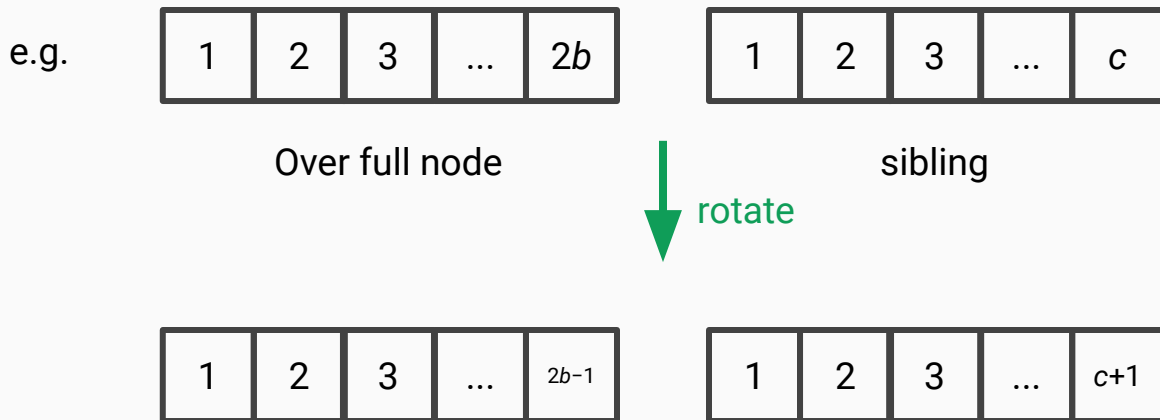 e.g. 1 2 3 ... 2b 1 2 3 ... c
Over full node sibling
rotate
1 2 3 ... 2b−1 1 2 3 ... c+1